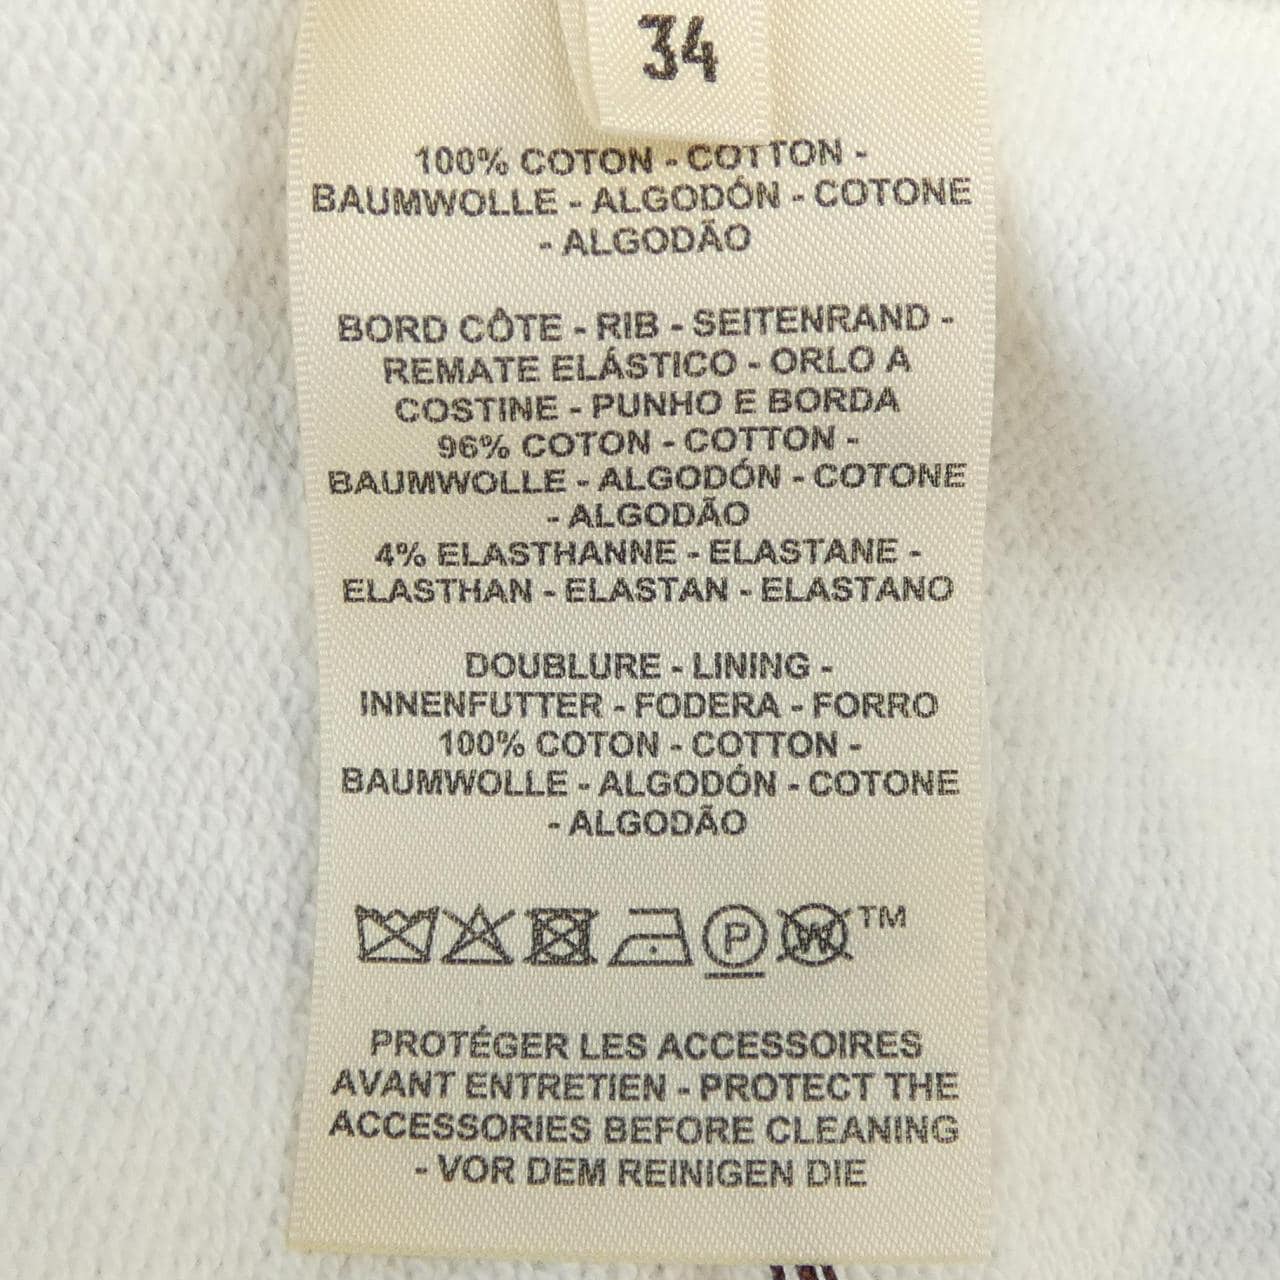 34
100% COTON - COTTON -
BAUMWOLLE - ALGODÓN - COTONE
- ALGODÃO
BORD CÔTE - RIB - SEITENRAND -
REMATE ELÁSTICO - ORLO A
COSTINE - PUNHO E BORDA
96% COTON - COTTON -
BAUMWOLLE - ALGODÓN - COTONE
- ALGODÃO
4% ELASTHANNE - ELASTANE -
ELASTHAN - ELASTAN - ELASTANO
DOUBLURE - LINING -
INNENFUTTER - FODERA - FORRO
100% COTON - COTTON -
BAUMWOLLE - ALGODÓN - COTONE
- ALGODÃO
P W TM
PROTÉGER LES ACCESSOIRES
AVANT ENTRETIEN - PROTECT THE
ACCESSORIES BEFORE CLEANING
- VOR DEM REINIGEN DIE